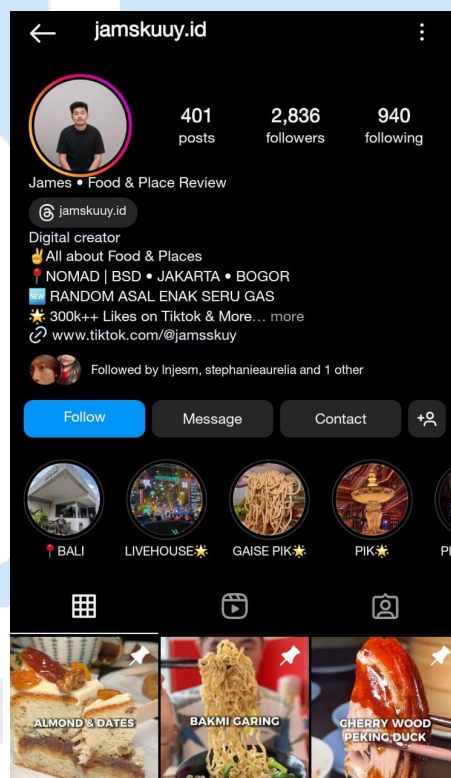 jamskuuy.id
401 2,836 940
posts followers following
James • Food & Place Review
jamskuuy.id
Digital creator
✌️All about Food & Places
📍NOMAD | BSD • JAKARTA • BOGOR
🆕 RANDOM ASAL ENAK SERU GAS
🌟 300k++ Likes on Tiktok & More… more
www.tiktok.com/@jamsskuy
Followed by lnjesm, stephanieaurelia and 1 other
Follow Message Contact
📍BALI LIVEHOUSE🌟 GAISE PIK🌟 PIK🌟
ALMOND & DATES BAKMI GARING CHERRY WOOD
PEKING DUCK